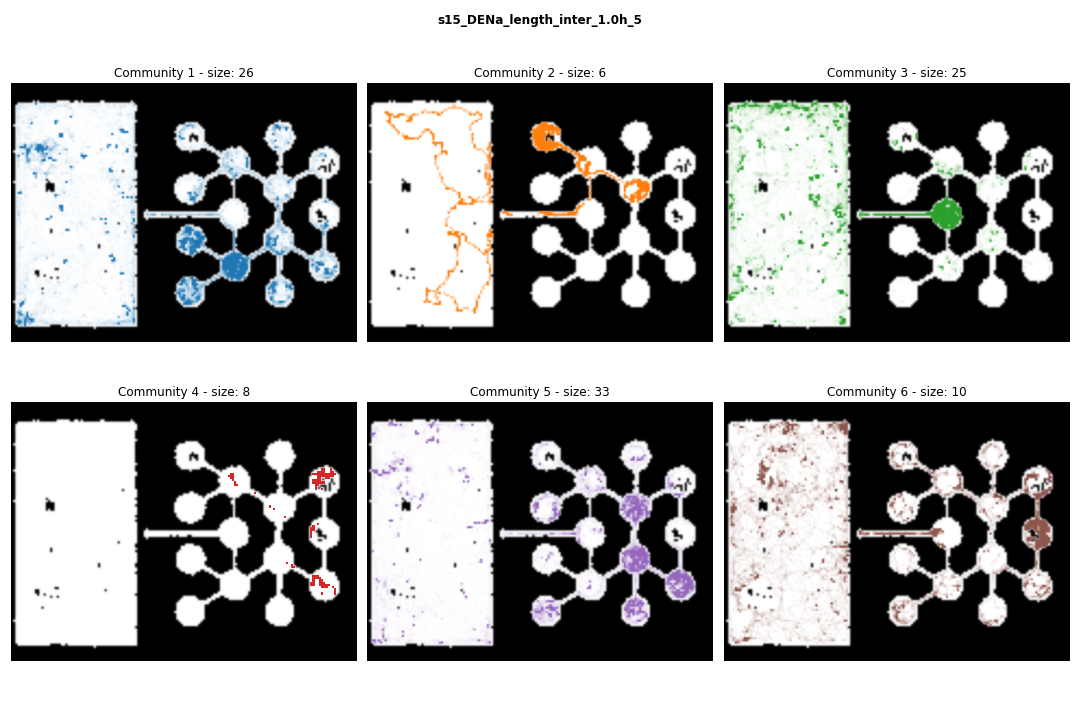 s15_DENa_length_inter_1.0h_5
Community 1 - size: 26
Community 2 - size: 6
Community 3 - size: 25
Community 4 - size: 8
Community 5 - size: 33
Community 6 - size: 10